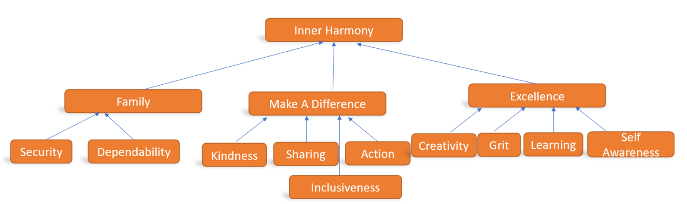 Inner Harmony
Family
Make A Difference
Excellence
Security
Dependability
Kindness
Sharing
Action
Inclusiveness
Creativity
Grit
Learning
Self
Awareness